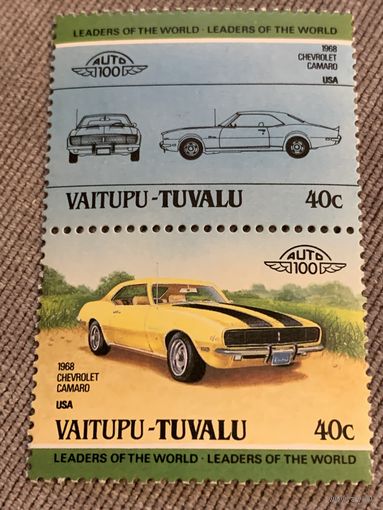 LEADERS OF THE WORLD · LEADERS OF THE WORLD
AUTO
100
1968
CHEVROLET
CAMARO
USA
VAITUPU-TUVALU 40c
AUTO
100
1968
CHEVROLET
CAMARO
USA
VAITUPU-TUVALU 40c
LEADERS OF THE WORLD · LEADERS OF THE WORLD